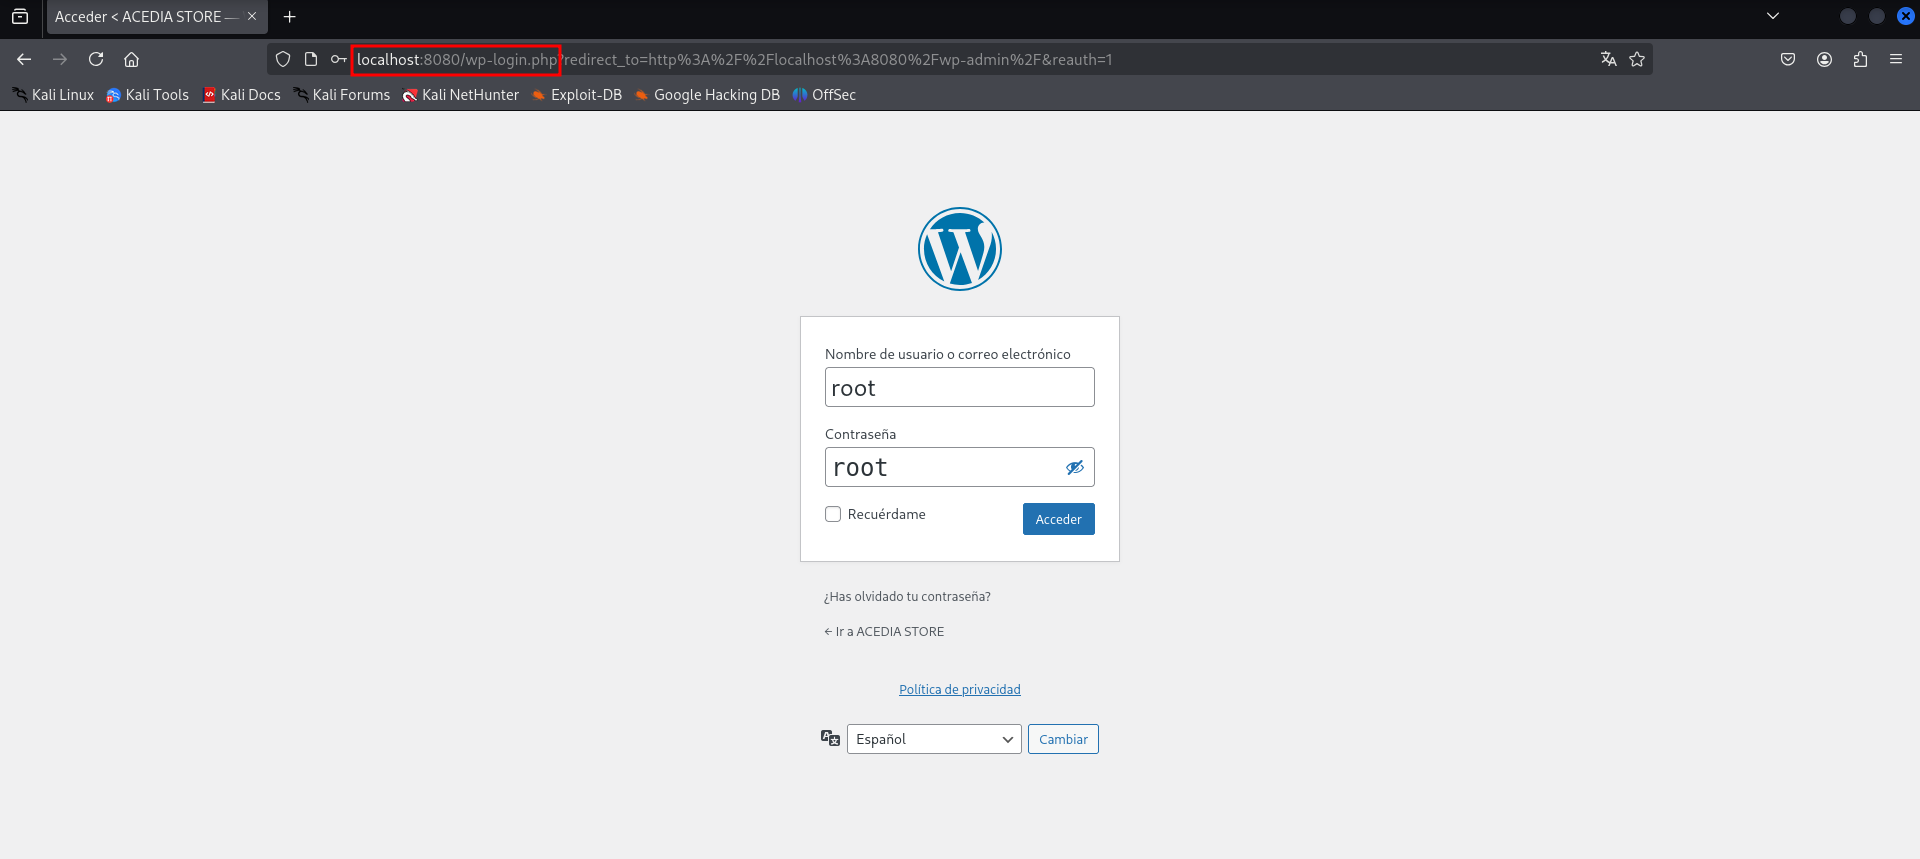 Acceder < ACEDIA STORE —
localhost:8080/wp-login.php?redirect_to=http%3A%2F%2Flocalhost%3A8080%2Fwp-admin%2F&reauth=1
Kali Linux Kali Tools Kali Docs Kali Forums Kali NetHunter Exploit-DB Google Hacking DB OffSec
Nombre de usuario o correo electrónico
root
Contraseña
root
Recuérdame Acceder
¿Has olvidado tu contraseña?
← Ir a ACEDIA STORE
Política de privacidad
Español Cambiar